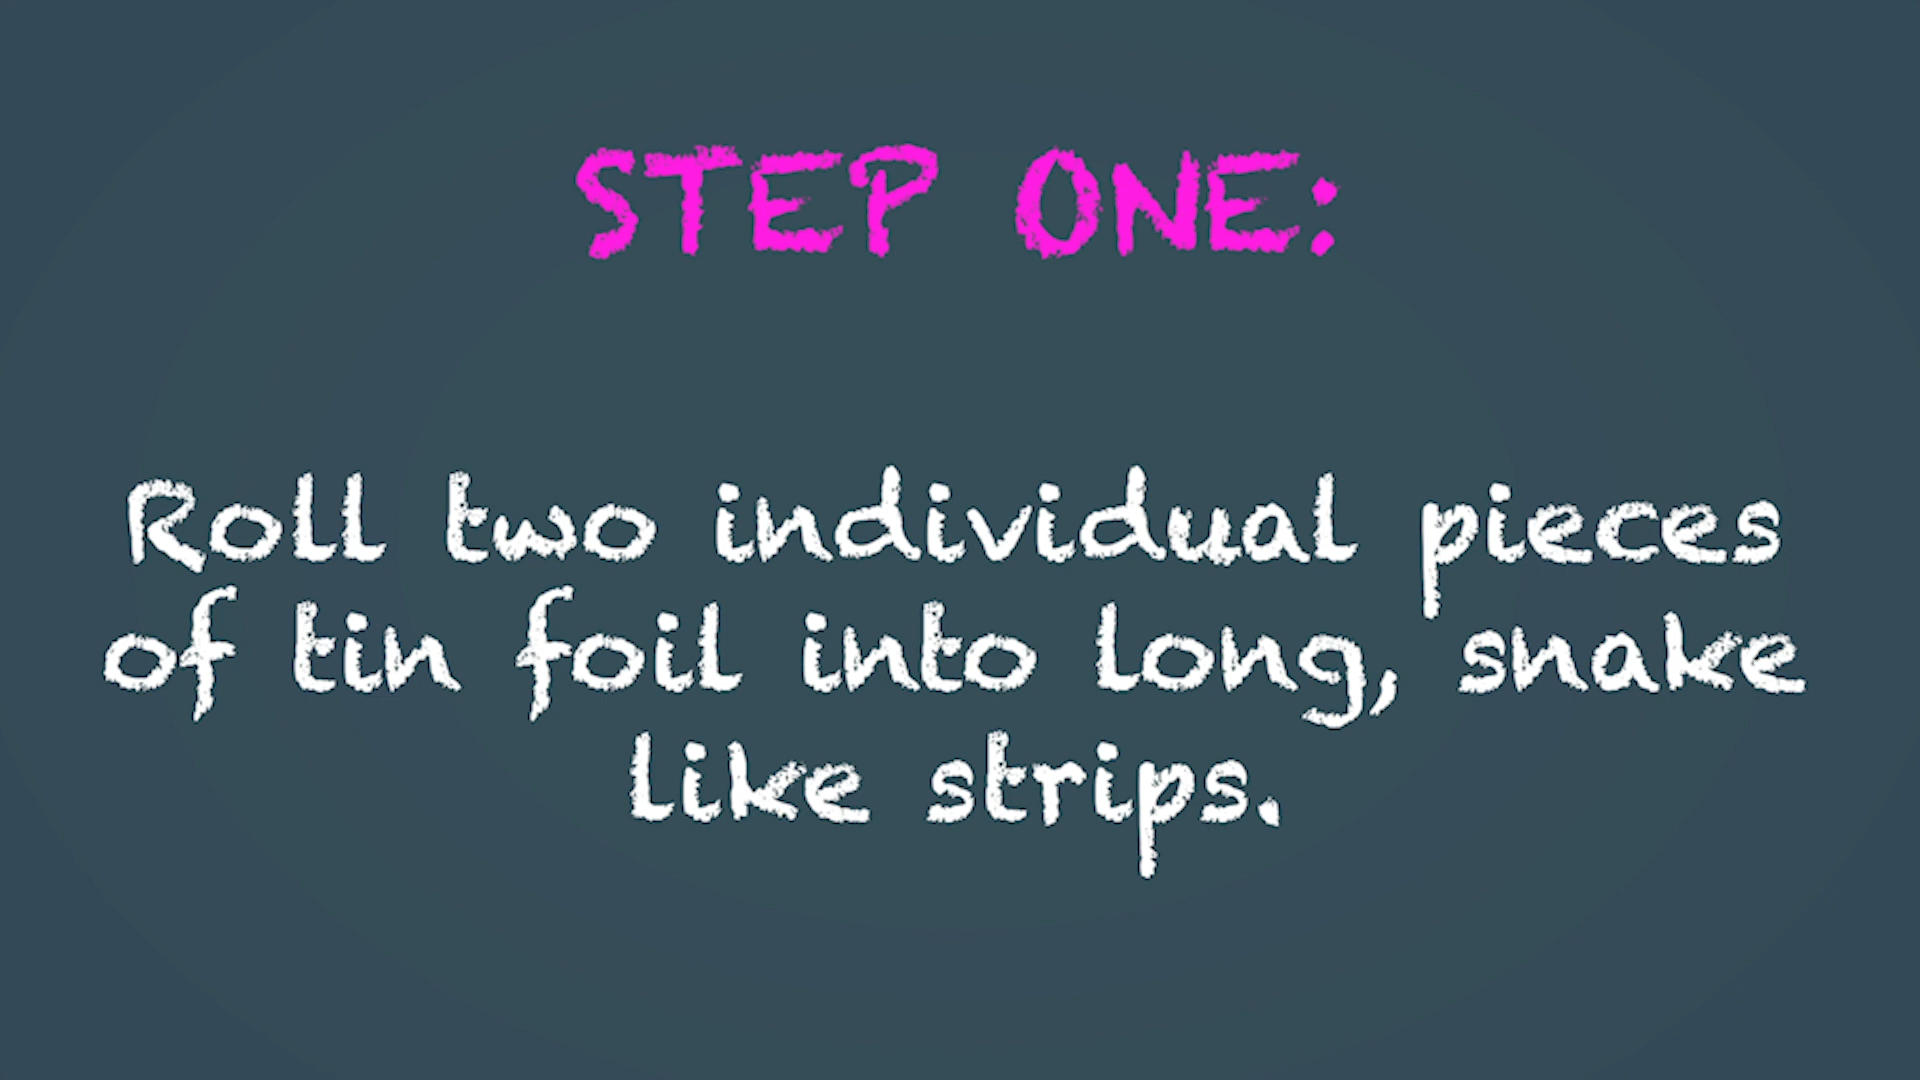 STEP ONE:
Roll two individual pieces
of tin foil into long, snake
like strips.